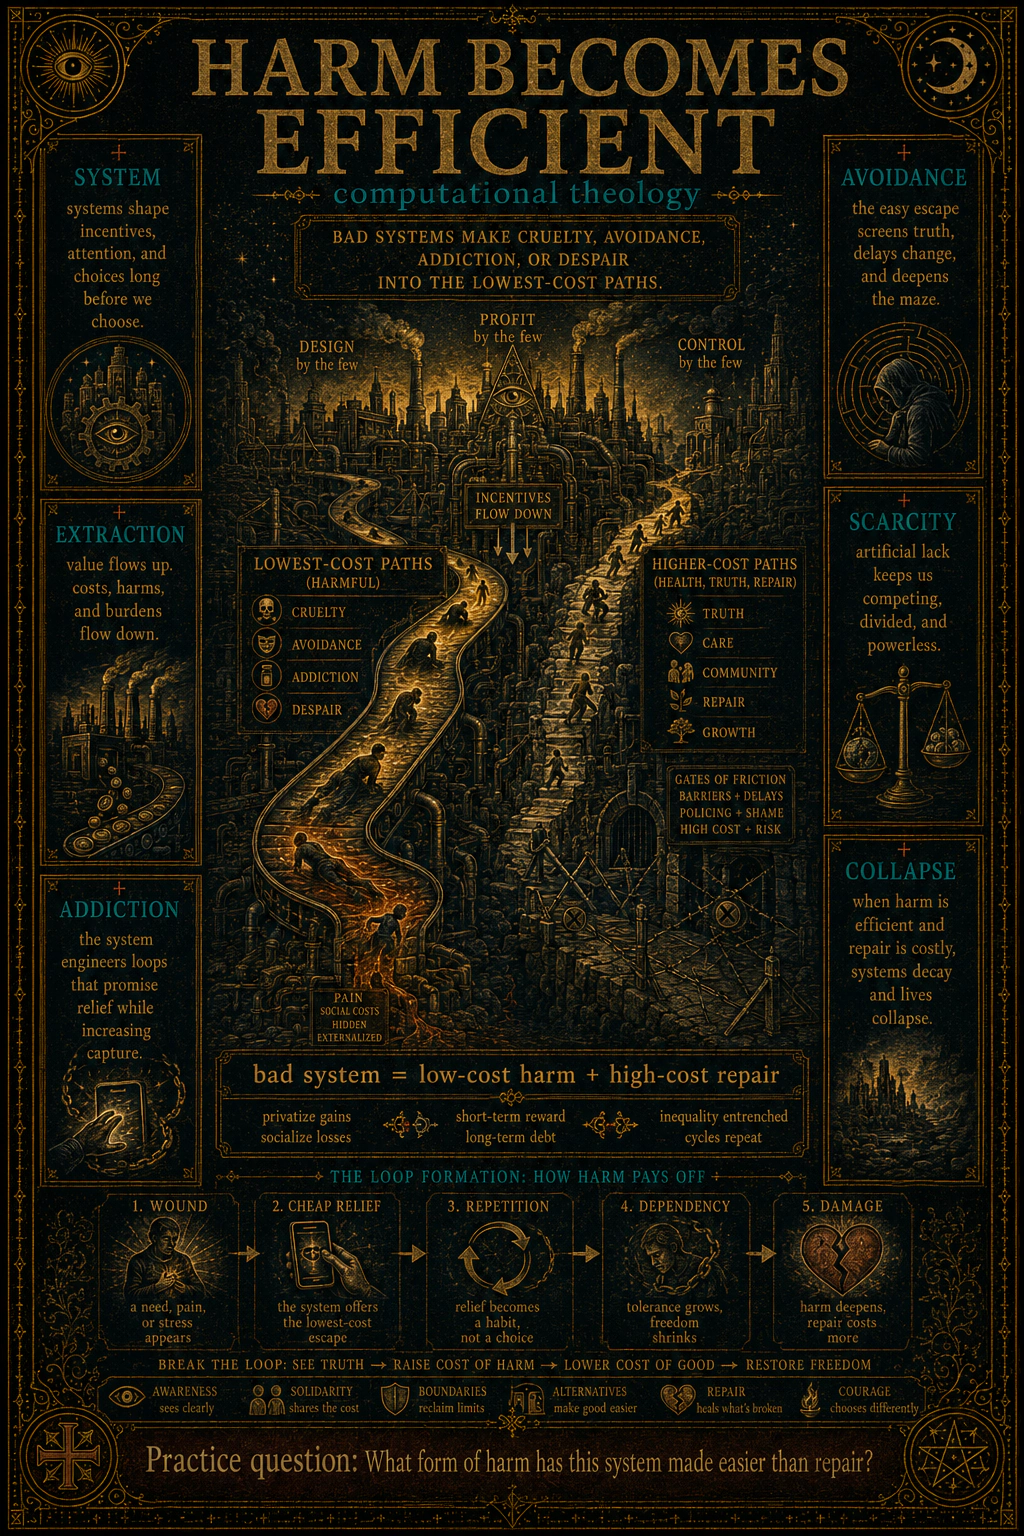 HARM BECOMES
EFFICIENT
computational theology
BAD SYSTEMS MAKE CRUELTY, AVOIDANCE,
ADDICTION, OR DESPAIR
INTO THE LOWEST-COST PATHS.
SYSTEM
systems shape
incentives,
attention, and
choices long
before we
choose.
EXTRACTION
value flows up.
costs, harms,
and burdens
flow down.
ADDICTION
the system
engineers loops
that promise
relief while
increasing
capture.
DESIGN
by the few
PROFIT
by the few
CONTROL
by the few
INCENTIVES
FLOW DOWN
LOWEST-COST PATHS
(HARMFUL)
CRUELTY
AVOIDANCE
ADDICTION
DESPAIR
HIGHER-COST PATHS
(HEALTH, TRUTH, REPAIR)
TRUTH
CARE
COMMUNITY
REPAIR
GROWTH
GATES OF FRICTION
BARRIERS + DELAYS
POLICING + SHAME
HIGH COST + RISK
PAIN
SOCIAL COSTS
HIDDEN
EXTERNALIZED
AVOIDANCE
the easy escape
screens truth,
delays change,
and deepens
the maze.
SCARCITY
artificial lack
keeps us
competing,
divided, and
powerless.
COLLAPSE
when harm is
efficient and
repair is costly,
systems decay
and lives
collapse.
bad system = low-cost harm + high-cost repair
privatize gains
socialize losses
short-term reward
long-term debt
inequality entrenched
cycles repeat
THE LOOP FORMATION: HOW HARM PAYS OFF
1. WOUND
a need, pain,
or stress
appears
2. CHEAP RELIEF
the system offers
the lowest-cost
escape
3. REPETITION
relief becomes
a habit,
not a choice
4. DEPENDENCY
tolerance grows,
freedom
shrinks
5. DAMAGE
harm deepens,
repair costs
more
BREAK THE LOOP: SEE TRUTH → RAISE COST OF HARM → LOWER COST OF GOOD → RESTORE FREEDOM
AWARENESS
sees clearly
SOLIDARITY
shares the cost
BOUNDARIES
reclaim limits
ALTERNATIVES
make good easier
REPAIR
heals what's broken
COURAGE
chooses differently
Practice question: What form of harm has this system made easier than repair?